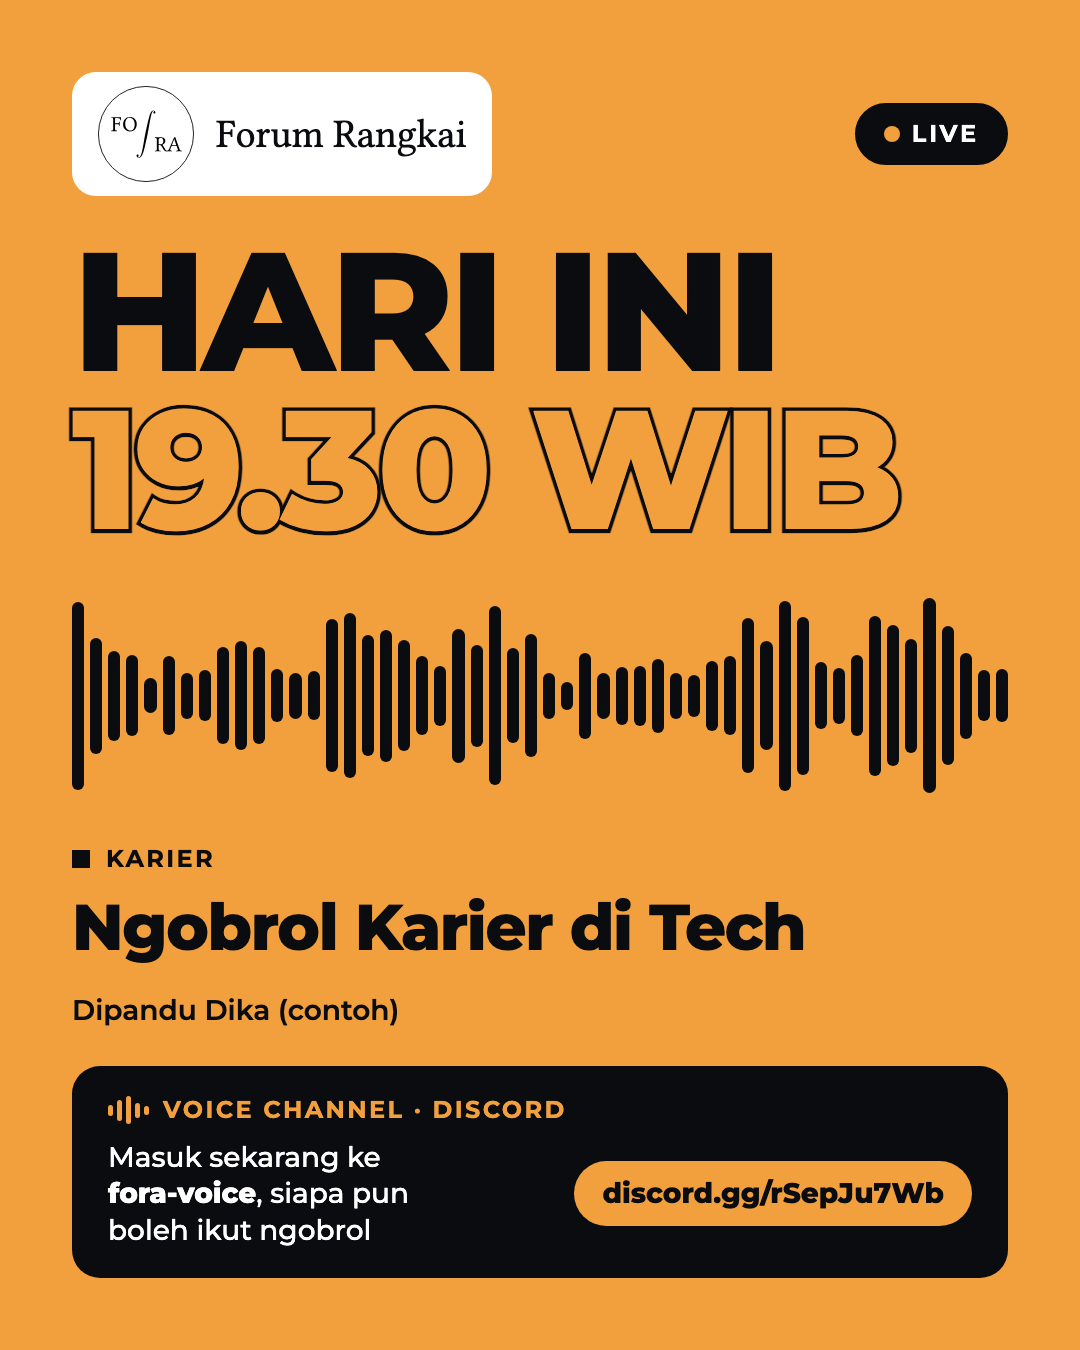 FO
RA
Forum Rangkai
LIVE
HARI INI
19.30 WIB
KARIER
Ngobrol Karier di Tech
Dipandu Dika (contoh)
VOICE CHANNEL · DISCORD
Masuk sekarang ke
fora-voice, siapa pun
boleh ikut ngobrol
discord.gg/rSepJu7Wb